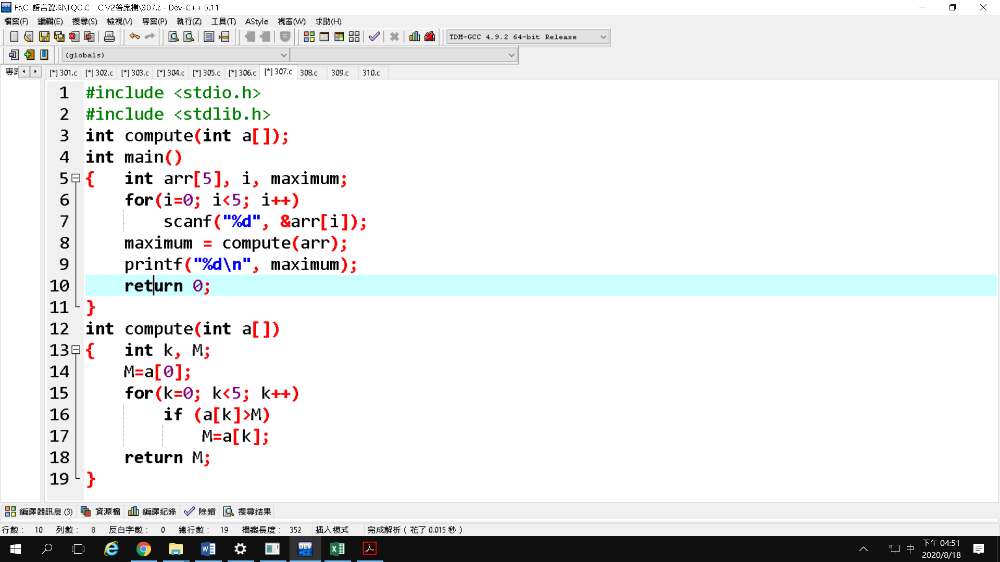 F:\C 語言資料\TQC C    C V2答案檔\307.c - Dev-C++ 5.11
檔案(F) 編輯(E) 搜尋(S) 檢視(V) 專案(P) 執行(Z) 工具(T) AStyle 視窗(W) 求助(H)
TDM-GCC 4.9.2 64-bit Release
(globals)
[*] 301.c [*] 302.c [*] 303.c [*] 304.c [*] 305.c [*] 306.c [*] 307.c 308.c 309.c 310.c
1 #include <stdio.h>
2 #include <stdlib.h>
3 int compute(int a[]);
4 int main()
5 {   int arr[5], i, maximum;
6     for(i=0; i<5; i++)
7         scanf("%d", &arr[i]);
8     maximum = compute(arr);
9     printf("%d\n", maximum);
10     return 0;
11 }
12 int compute(int a[])
13 {   int k, M;
14     M=a[0];
15     for(k=0; k<5; k++)
16         if (a[k]>M)
17             M=a[k];
18     return M;
19 }
編譯器訊息 (3) 資源檔 編譯紀錄 除錯 搜尋結果
行數： 10 列數： 8 反白字數： 0 總行數： 19 檔案長度： 352 插入模式 完成解析 ( 花了 0.015 秒 )
DEV C++
中
下午 04:51
2020/8/18